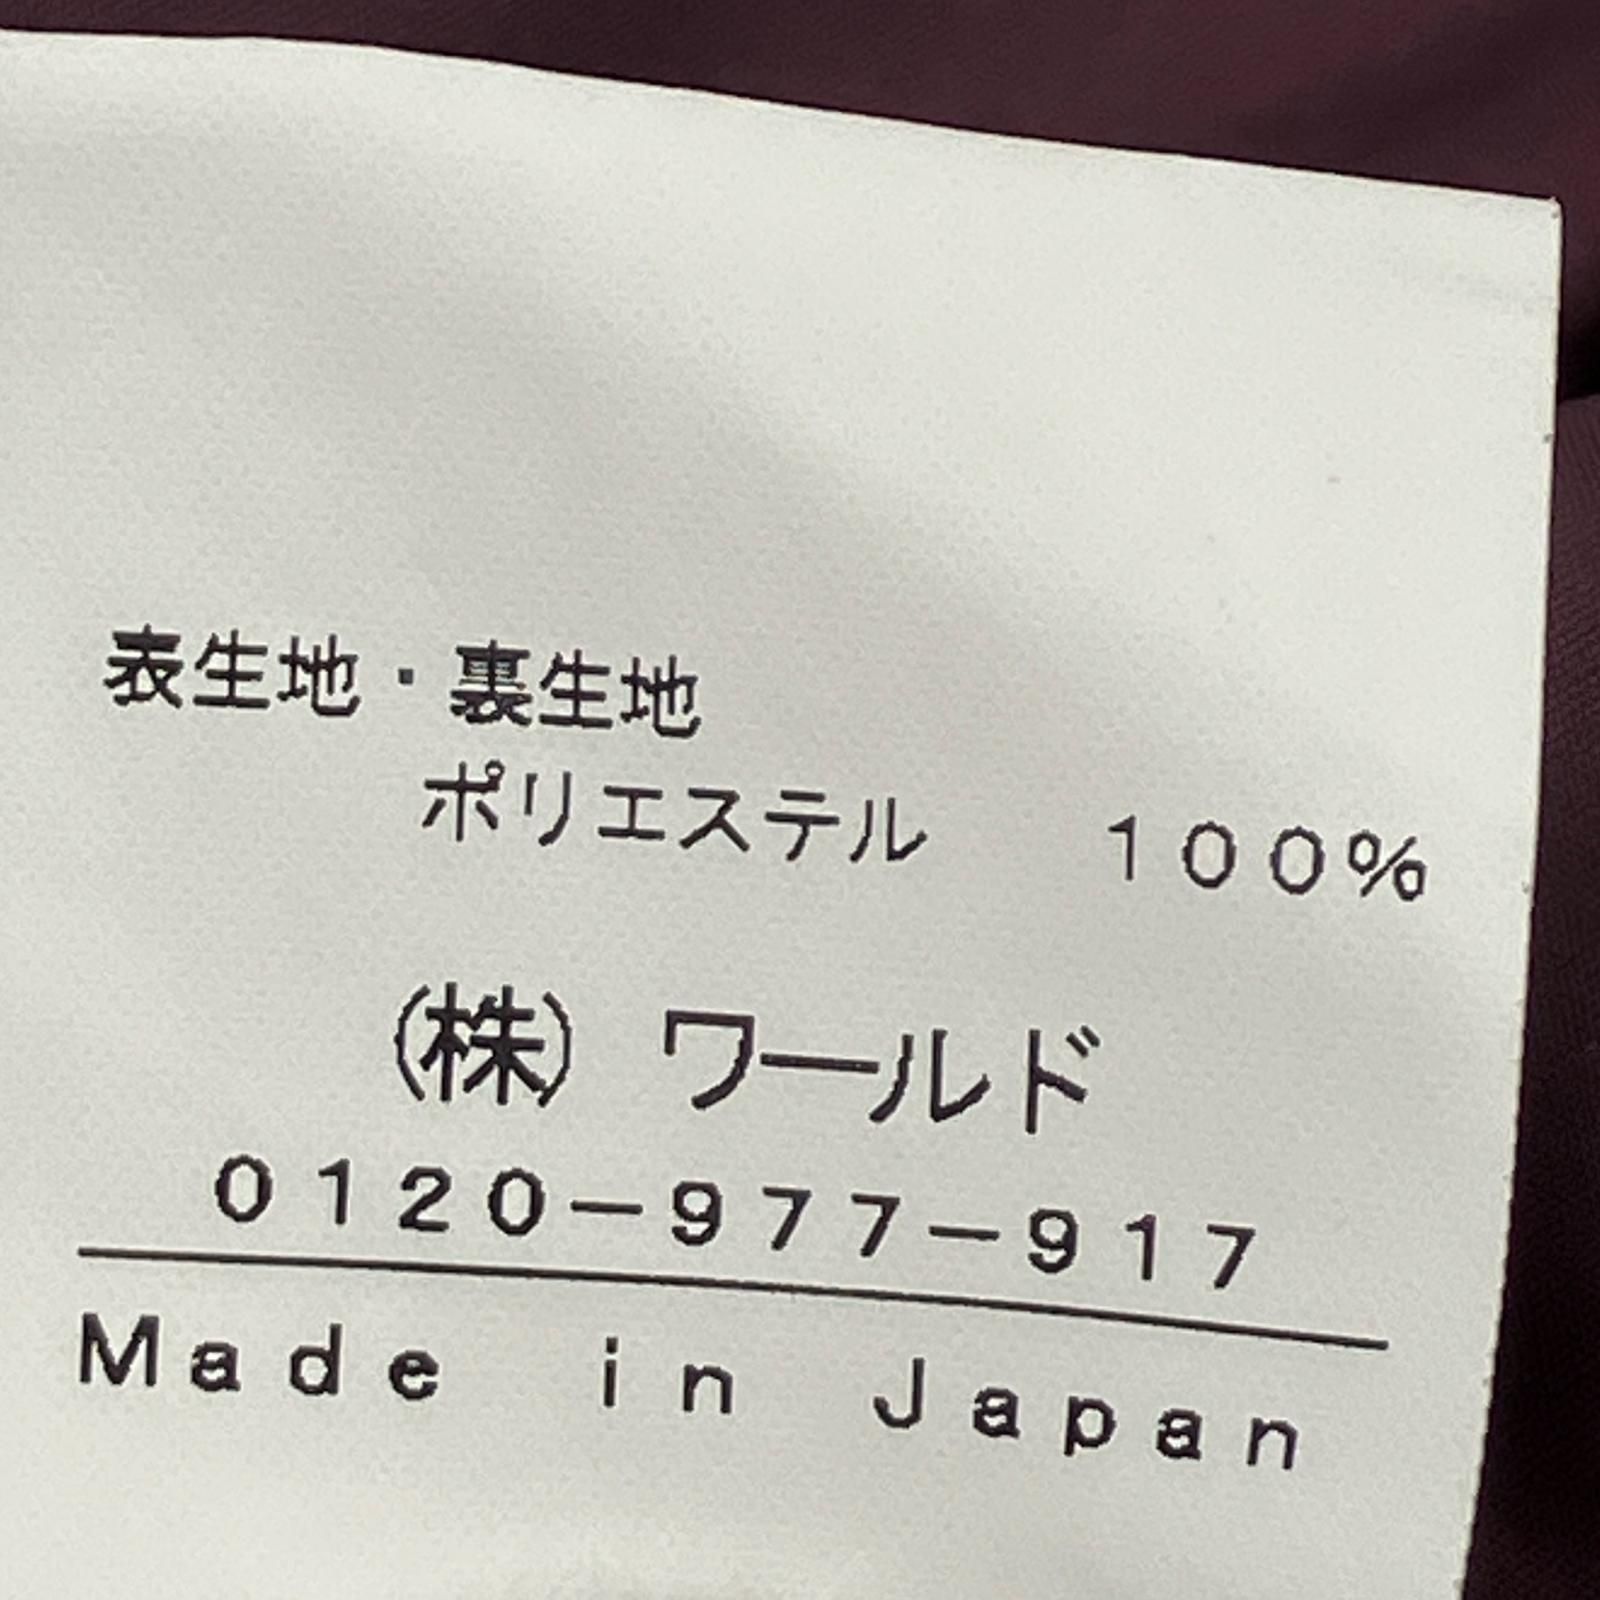 表生地・裏生地
ポリエステル　１００％
(株) ワールド
０１２０－９７７－９１７
Ｍａｄｅ　ｉｎ　Ｊａｐａｎ